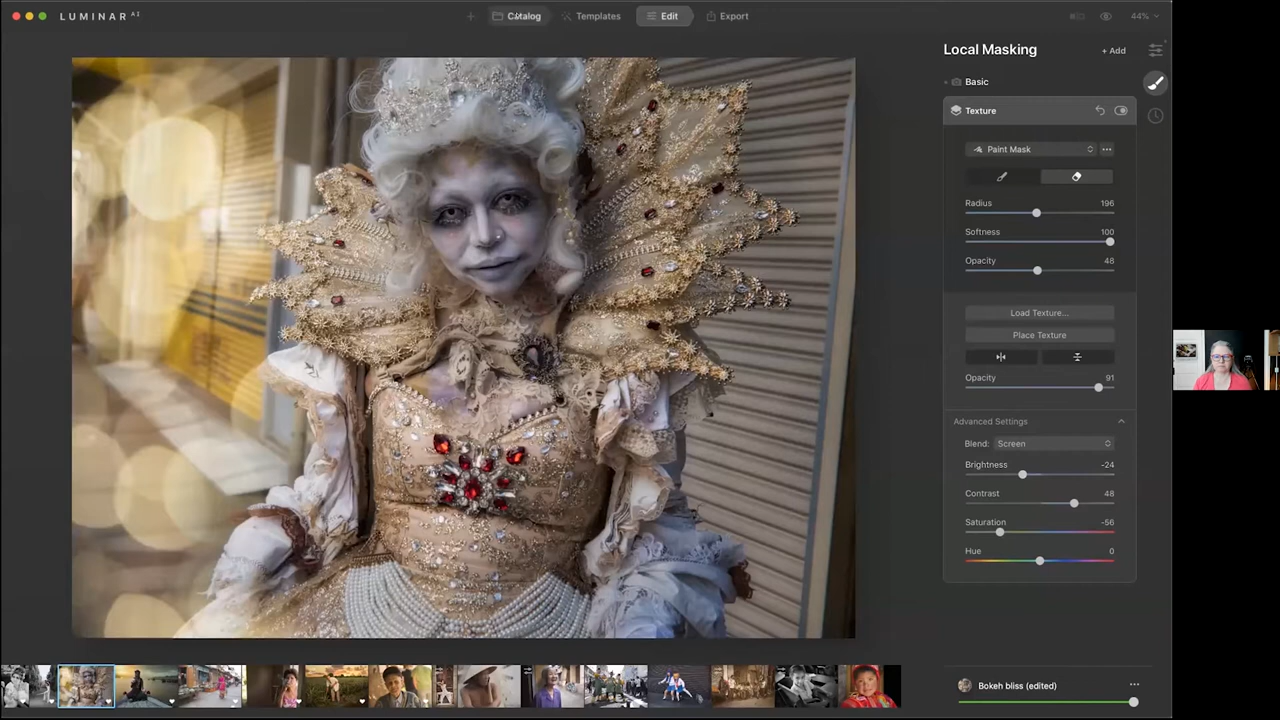 LUMINAR AI
Catalog
Templates
Edit
Export
44%
Local Masking
+ Add
Basic
Texture
Paint Mask
Radius 196
Softness 100
Opacity 48
Load Texture...
Place Texture
Opacity 91
Advanced Settings
Blend: Screen
Brightness -24
Contrast 48
Saturation -56
Hue 0
Bokeh bliss (edited)